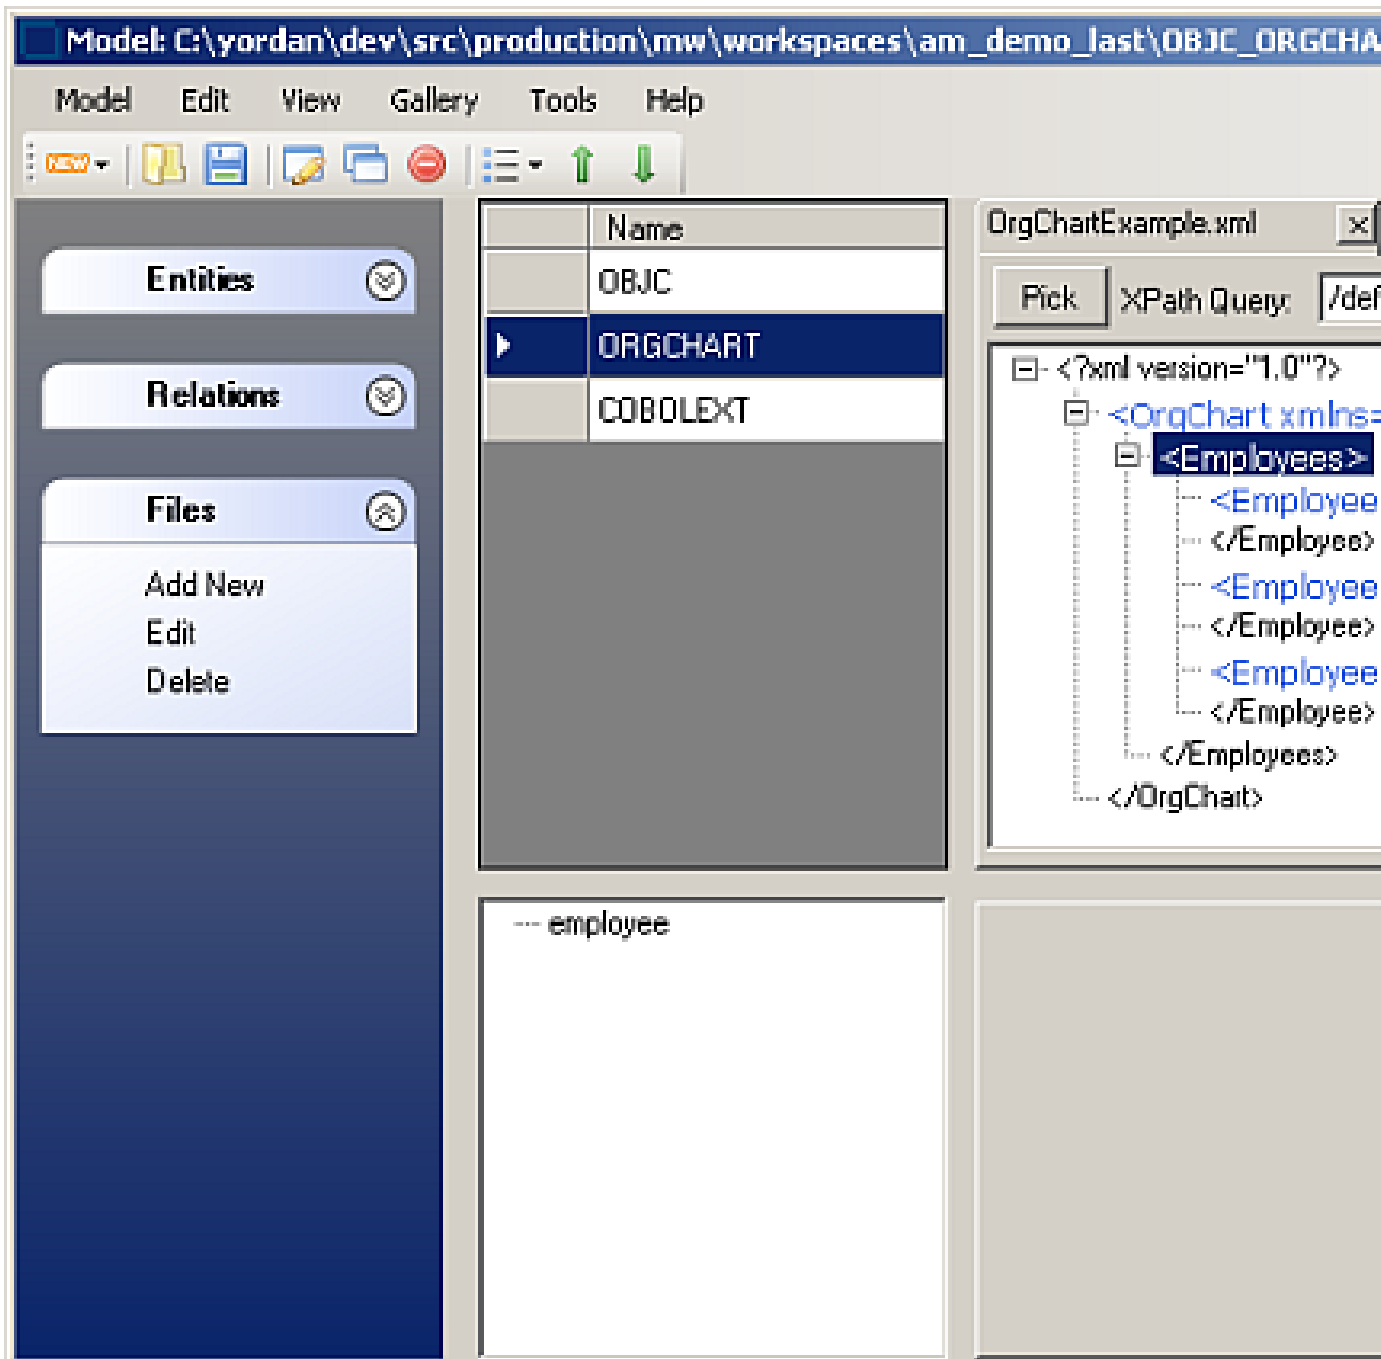 Model: C:\yordan\dev\src\production\mw\workspaces\am_demo_last\OBJC_ORGCHA
Model Edit View Gallery Tools Help
NEW
Entities
Relations
Files
Add New
Edit
Delete
Name
OBJC
ORGCHART
COBOLEXT
employee
OrgChartExample.xml
Pick XPath Query: /def
<?xml version="1.0"?>
<OrgChart xmlns=
<Employees>
<Employee
</Employee>
<Employee
</Employee>
<Employee
</Employee>
</Employees>
</OrgChart>